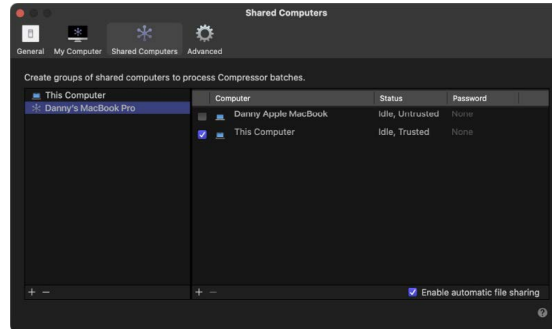 Shared Computers
General My Computer Shared Computers Advanced
Create groups of shared computers to process Compressor batches.
This Computer
Danny's MacBook Pro
Computer Status Password
Danny Apple MacBook Idle, Untrusted None
This Computer Idle, Trusted None
+ − + − Enable automatic file sharing
?